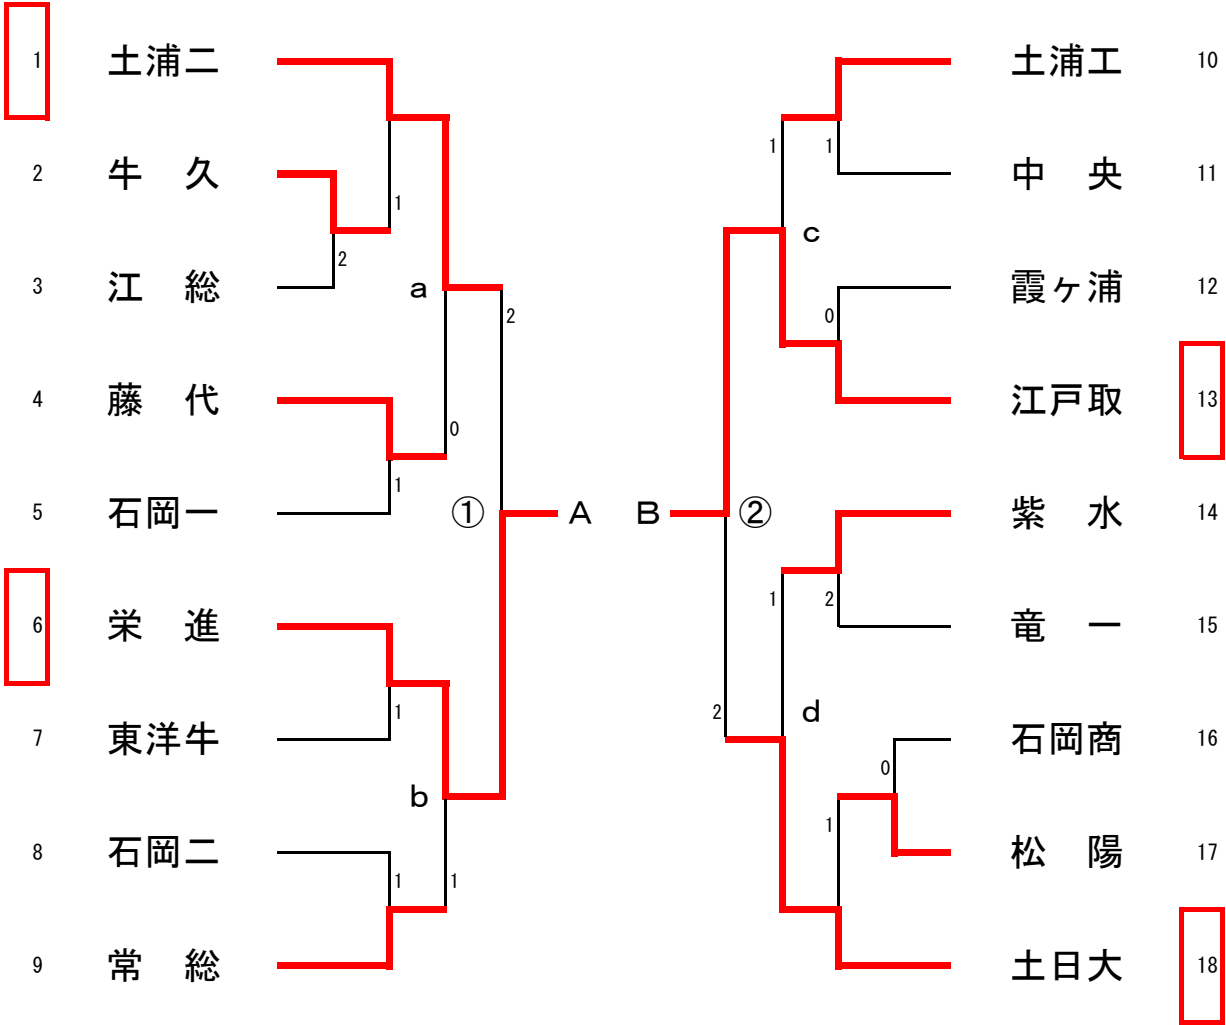 1 土浦二
2 牛　久
3 江　総
4 藤　代
5 石岡一
6 栄　進
7 東洋牛
8 石岡二
9 常　総
1
2
a
2
0
1
① A
1
b
1
1
土浦工 10
中　央 11
霞ヶ浦 12
江戸取 13
紫　水 14
竜　一 15
石岡商 16
松　陽 17
土日大 18
1
1
c
0
B ②
1
2
2
d
0
1